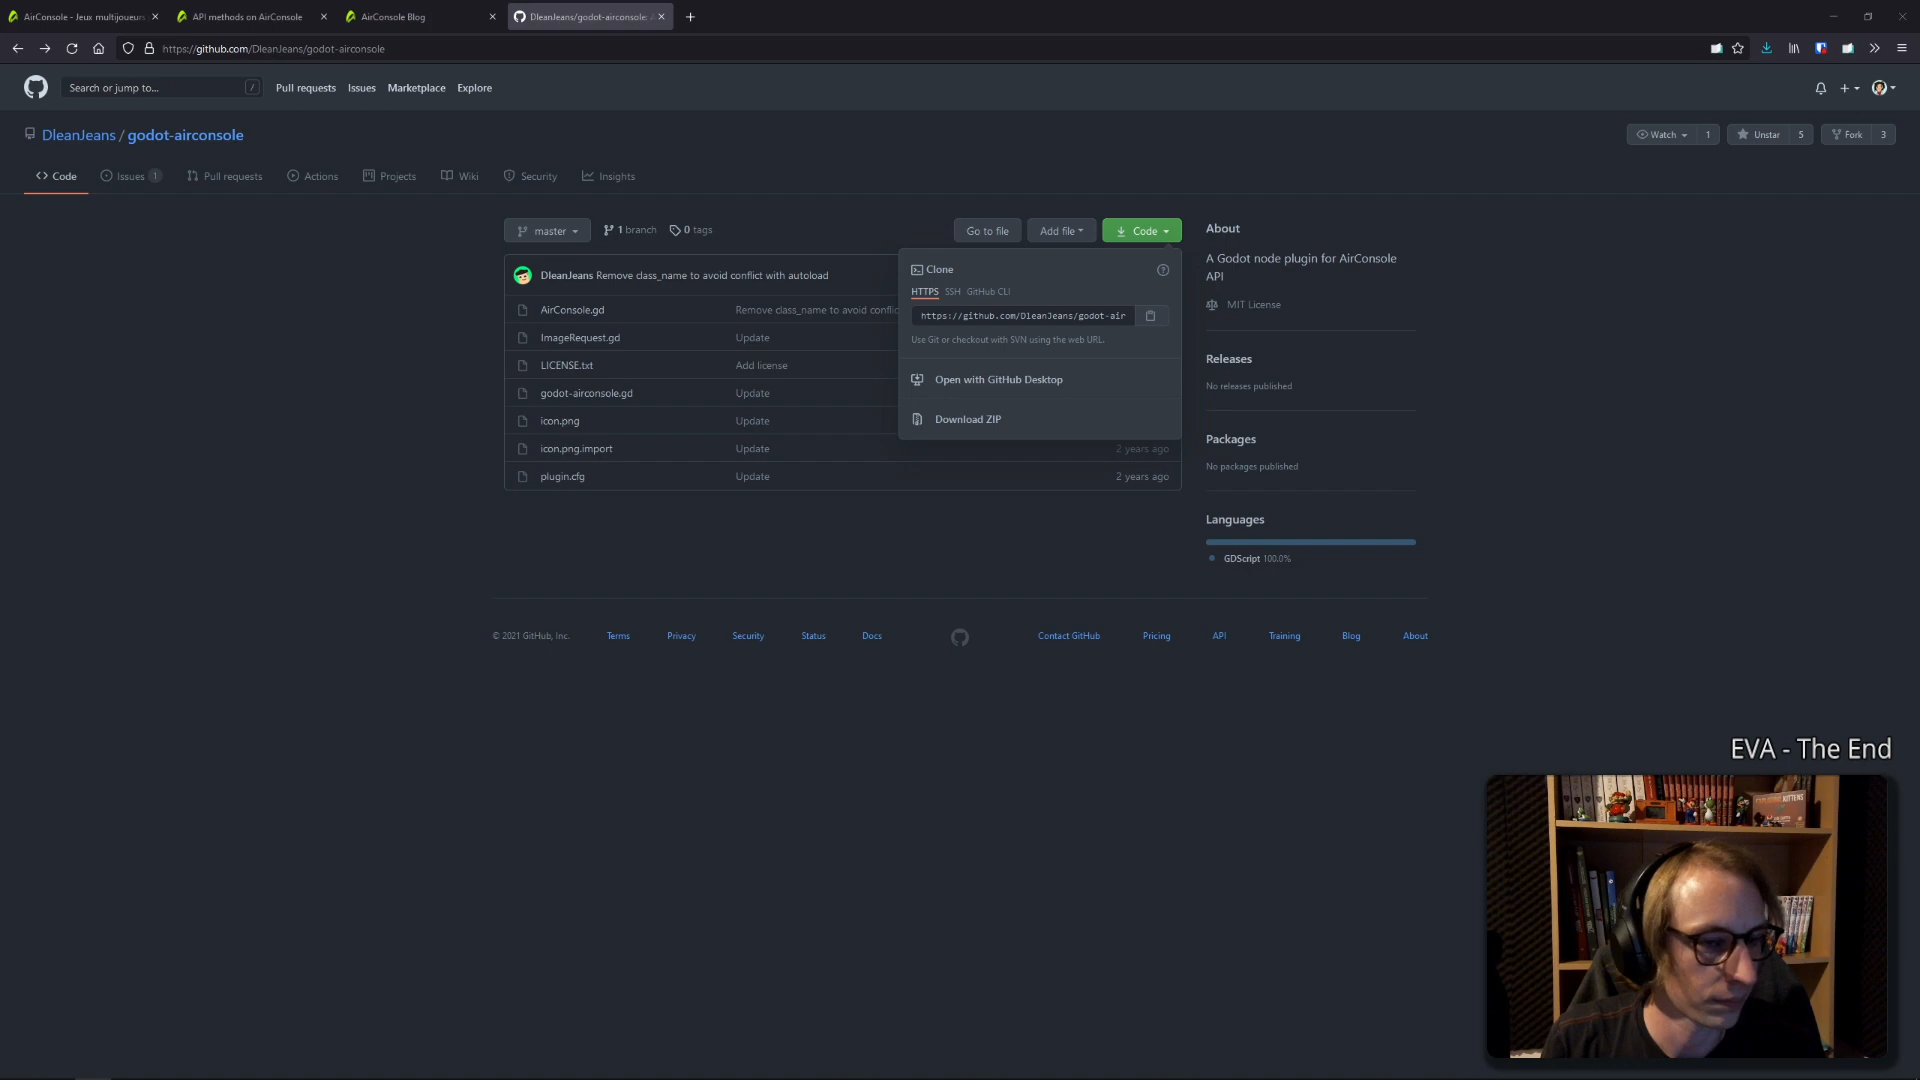 AirConsole - Jeux multijoueurs
API methods on AirConsole
AirConsole Blog
DleanJeans/godot-airconsole:
https://github.com/DleanJeans/godot-airconsole
Search or jump to...
/
Pull requests
Issues
Marketplace
Explore
DleanJeans / godot-airconsole
Watch
1
Unstar
5
Fork
3
Code
Issues 1
Pull requests
Actions
Projects
Wiki
Security
Insights
master
1 branch
0 tags
Go to file
Add file
Code
DleanJeans Remove class_name to avoid conflict with autoload
AirConsole.gd
Remove class_name to avoid conflic
ImageRequest.gd
Update
LICENSE.txt
Add license
godot-airconsole.gd
Update
icon.png
Update
icon.png.import
Update
2 years ago
plugin.cfg
Update
2 years ago
Clone
HTTPS SSH GitHub CLI
https://github.com/DleanJeans/godot-air
Use Git or checkout with SVN using the web URL.
Open with GitHub Desktop
Download ZIP
About
A Godot node plugin for AirConsole
API
MIT License
Releases
No releases published
Packages
No packages published
Languages
GDScript 100.0%
© 2021 GitHub, Inc.
Terms
Privacy
Security
Status
Docs
Contact GitHub
Pricing
API
Training
Blog
About
EVA - The End
EXPLODING
KITTENS